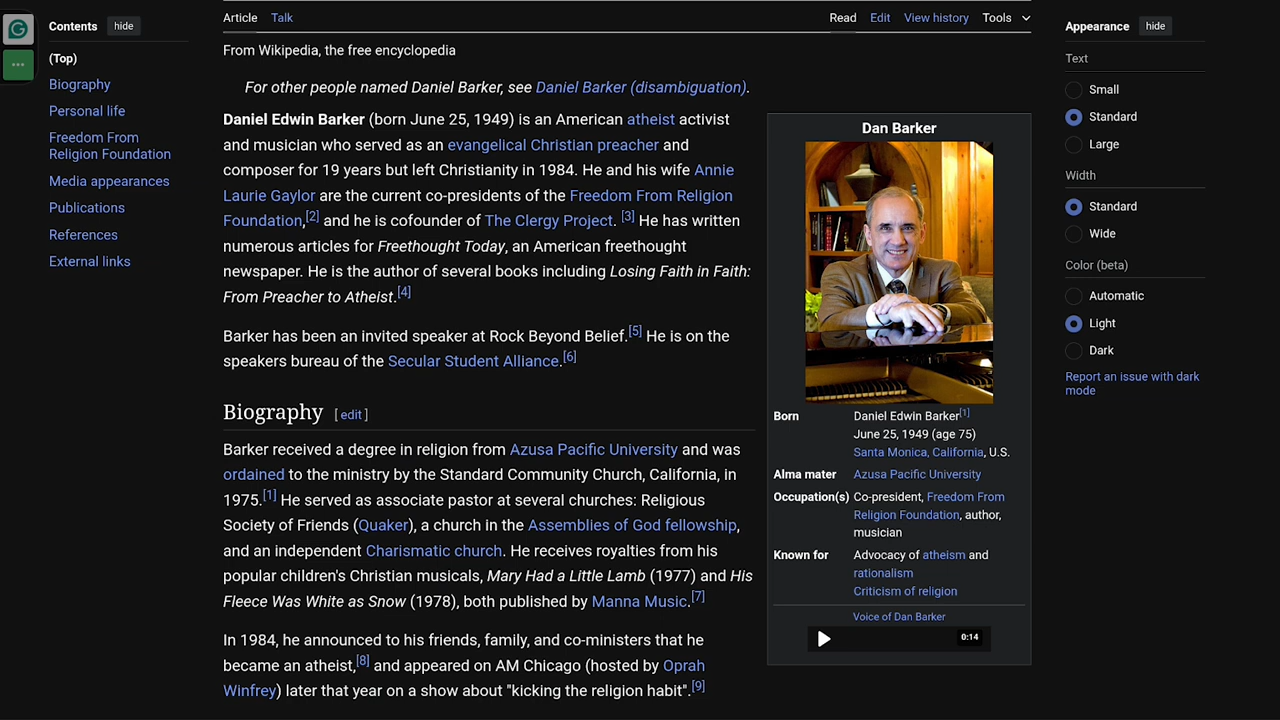 Contents hide
(Top)
Biography
Personal life
Freedom From
Religion Foundation
Media appearances
Publications
References
External links
Article Talk
Read Edit View history Tools
From Wikipedia, the free encyclopedia
For other people named Daniel Barker, see Daniel Barker (disambiguation).
Daniel Edwin Barker (born June 25, 1949) is an American atheist activist
and musician who served as an evangelical Christian preacher and
composer for 19 years but left Christianity in 1984. He and his wife Annie
Laurie Gaylor are the current co-presidents of the Freedom From Religion
Foundation,[2] and he is cofounder of The Clergy Project. [3] He has written
numerous articles for Freethought Today, an American freethought
newspaper. He is the author of several books including Losing Faith in Faith:
From Preacher to Atheist.[4]
Barker has been an invited speaker at Rock Beyond Belief.[5] He is on the
speakers bureau of the Secular Student Alliance.[6]
Biography [ edit ]
Barker received a degree in religion from Azusa Pacific University and was
ordained to the ministry by the Standard Community Church, California, in
1975.[1] He served as associate pastor at several churches: Religious
Society of Friends (Quaker), a church in the Assemblies of God fellowship,
and an independent Charismatic church. He receives royalties from his
popular children's Christian musicals, Mary Had a Little Lamb (1977) and His
Fleece Was White as Snow (1978), both published by Manna Music.[7]
In 1984, he announced to his friends, family, and co-ministers that he
became an atheist,[8] and appeared on AM Chicago (hosted by Oprah
Winfrey) later that year on a show about "kicking the religion habit".[9]
Dan Barker
Born Daniel Edwin Barker[1]
June 25, 1949 (age 75)
Santa Monica, California, U.S.
Alma mater Azusa Pacific University
Occupation(s) Co-president, Freedom From
Religion Foundation, author,
musician
Known for Advocacy of atheism and
rationalism
Criticism of religion
Voice of Dan Barker
0:14
Appearance hide
Text
Small
Standard
Large
Width
Standard
Wide
Color (beta)
Automatic
Light
Dark
Report an issue with dark
mode